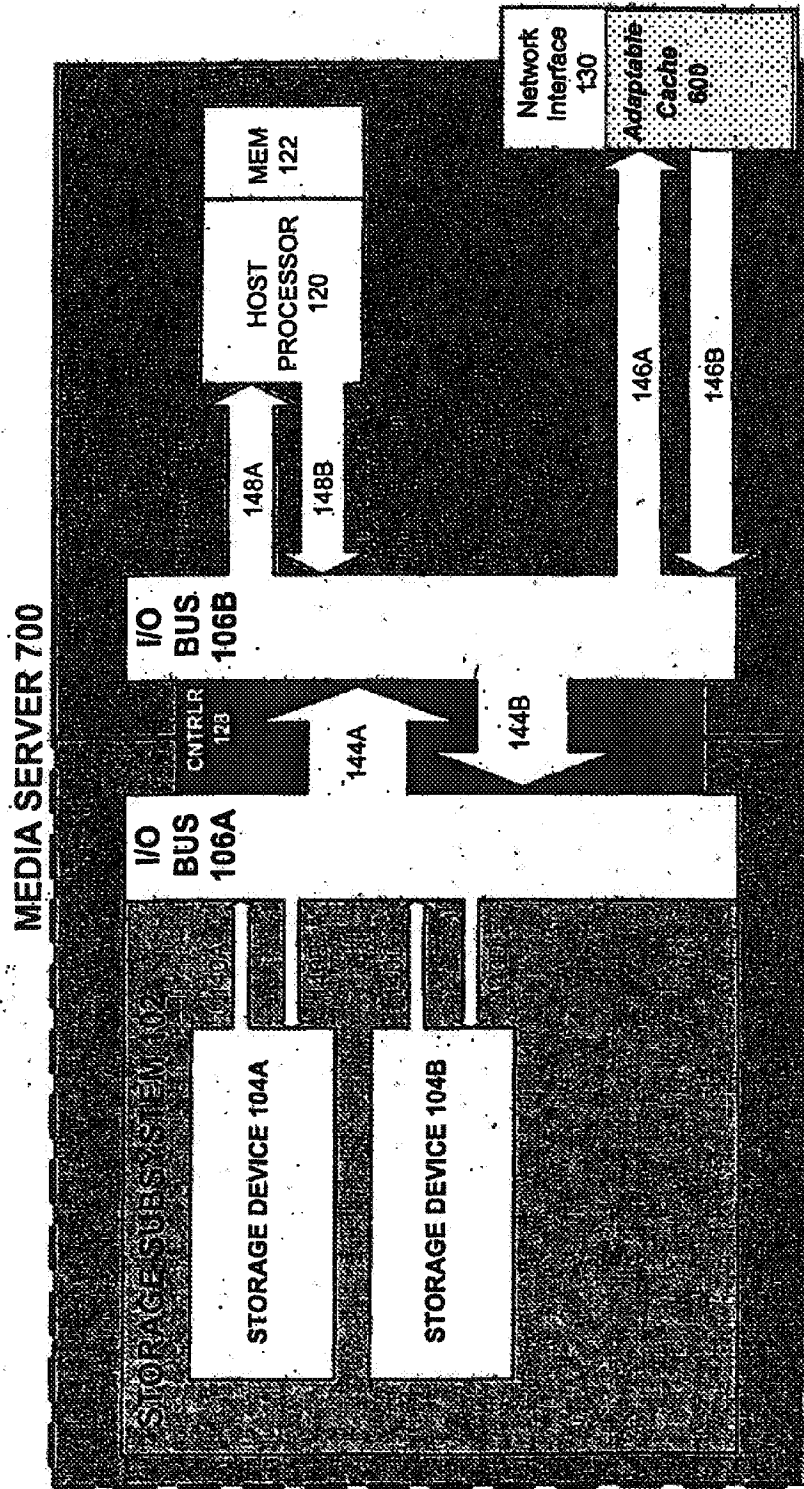 MEDIA SERVER 700
STORAGE SUBSYSTEM 102
STORAGE DEVICE 104A
STORAGE DEVICE 104B
I/O
BUS
106A
CNTRLR
128
144A
144B
I/O
BUS
106B
148A
148B
HOST
PROCESSOR
120
MEM
122
146A
146B
Network
Interface
130
Adaptable
Cache
600